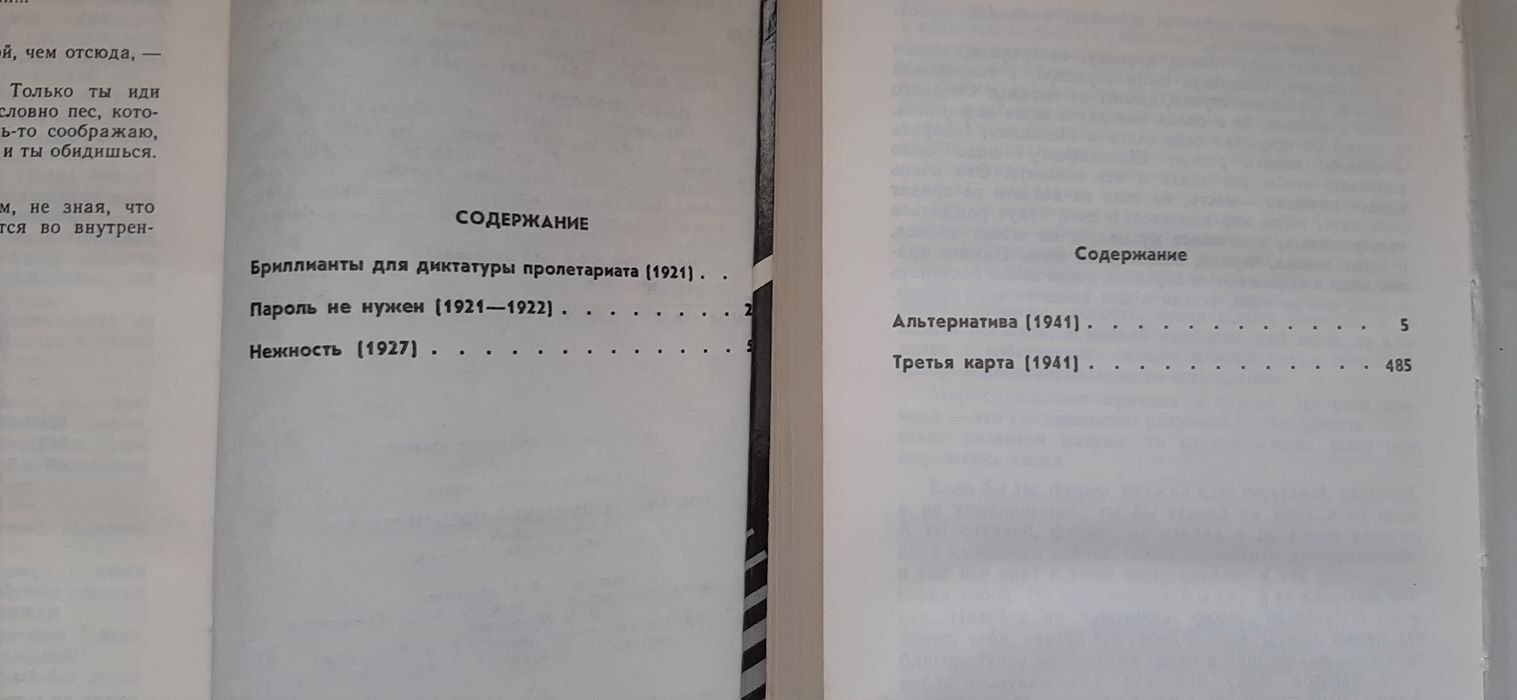 й, чем отсюда, —
Только ты иди
словно пес, кото-
ь-то соображаю,
и ты обидишься.
м, не зная, что
тся во внутрен-
СОДЕРЖАНИЕ
Бриллианты для диктатуры пролетариата (1921) . .
Пароль не нужен (1921—1922) . . . . . . . . 2
Нежность (1927) . . . . . . . . . . . . 5
Содержание
Альтернатива (1941) . . . . . . . . . . . 5
Третья карта (1941) . . . . . . . . . . . 485